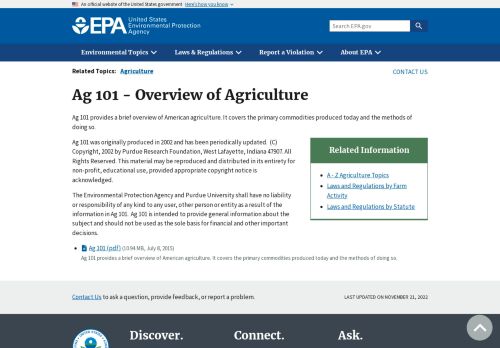 An official website of the United States government Here's how you know
EPA United States
Environmental Protection
Agency
Search EPA.gov
Environmental Topics
Laws & Regulations
Report a Violation
About EPA
Related Topics: Agriculture
CONTACT US
Ag 101 - Overview of Agriculture
Ag 101 provides a brief overview of American agriculture. It covers the primary commodities produced today and the methods of
doing so.
Ag 101 was originally produced in 2002 and has been periodically updated. (C)
Copyright, 2002 by Purdue Research Foundation, West Lafayette, Indiana 47907. All
Rights Reserved. This material may be reproduced and distributed in its entirety for
non-profit, educational use, provided appropriate copyright notice is
acknowledged.
The Environmental Protection Agency and Purdue University shall have no liability
or responsibility of any kind to any user, other person or entity as a result of the
information in Ag 101. Ag 101 is intended to provide general information about the
subject and should not be used as the sole basis for financial and other important
decisions.
Ag 101 (pdf) (10.94 MB, July 8, 2015)
Ag 101 provides a brief overview of American agriculture. It covers the primary commodities produced today and the methods of doing so.
Related Information
A - Z Agriculture Topics
Laws and Regulations by Farm
Activity
Laws and Regulations by Statute
Contact Us to ask a question, provide feedback, or report a problem.
LAST UPDATED ON NOVEMBER 21, 2022
Discover.
Connect.
Ask.